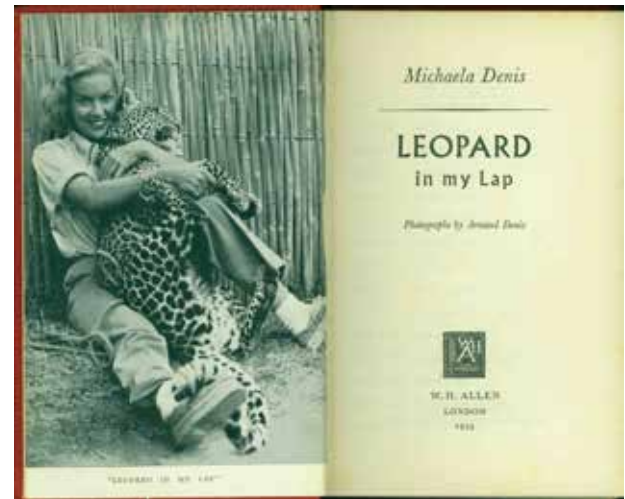 "LEOPARD IN MY LAP"
Michaela Denis
LEOPARD
in my Lap
Photographs by Armand Denis
W.H. ALLEN
LONDON